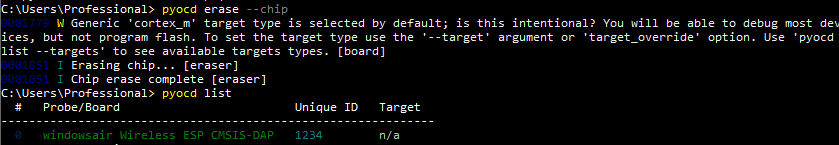 C:\Users\Professional> pyocd erase --chip
0001779 W Generic 'cortex_m' target type is selected by default; is this intentional? You will be able to debug most dev
ices, but not program flash. To set the target type use the '--target' argument or 'target_override' option. Use 'pyocd
list --targets' to see available targets types. [board]
0001851 I Erasing chip... [eraser]
0001851 I Chip erase complete [eraser]
C:\Users\Professional> pyocd list
# Probe/Board Unique ID Target
--------------------------------------------------------------
0 windowsair Wireless ESP CMSIS-DAP 1234 n/a